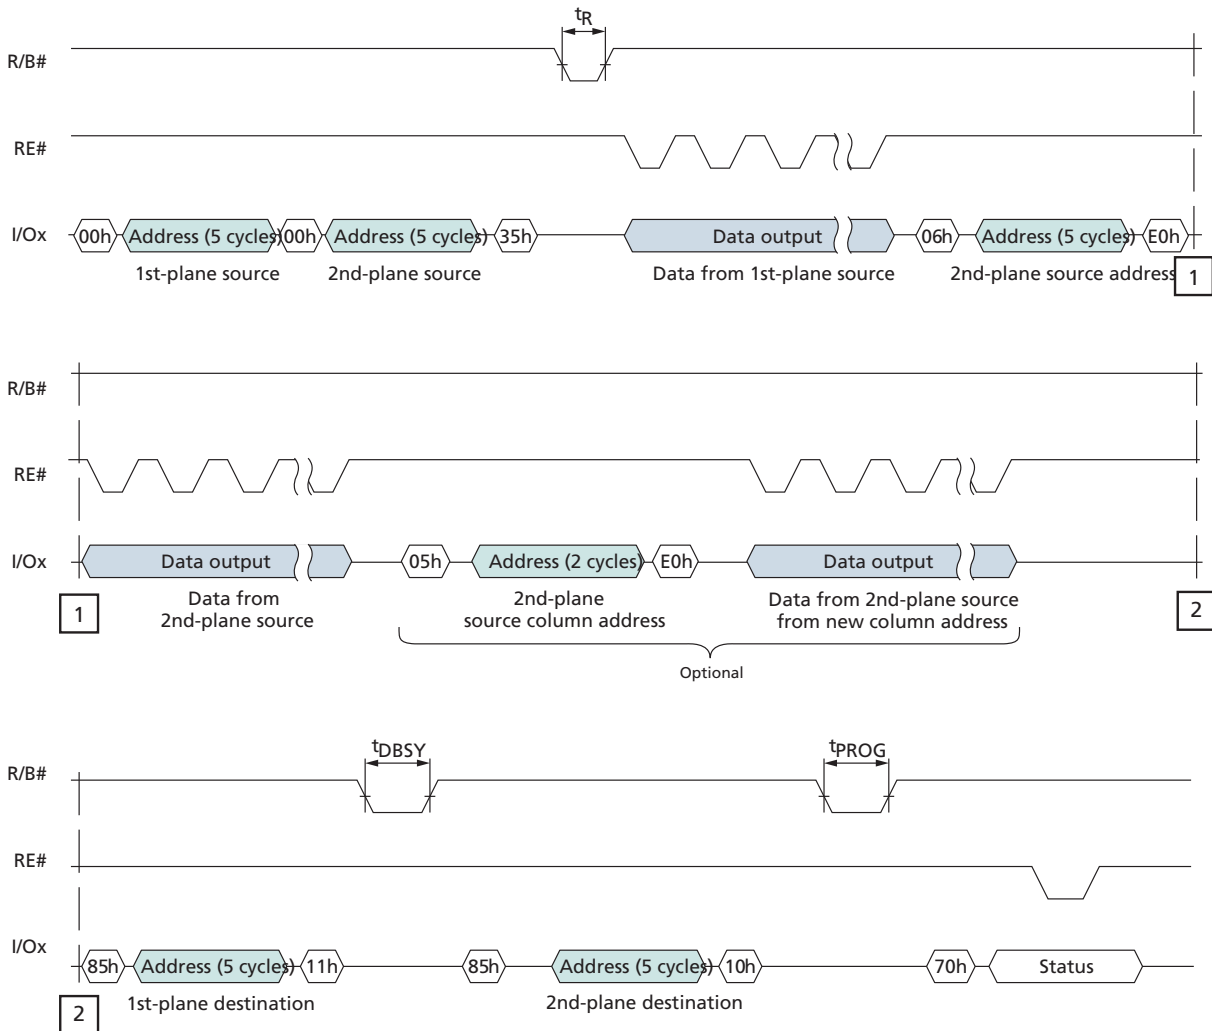 tR
R/B#
RE#
I/Ox 00h Address (5 cycles) 00h Address (5 cycles) 35h Data output 06h Address (5 cycles) E0h
1st-plane source 2nd-plane source Data from 1st-plane source 2nd-plane source address 1
R/B#
RE#
I/Ox Data output 05h Address (2 cycles) E0h Data output
1 Data from 2nd-plane Data from 2nd-plane source 2
2nd-plane source source column address from new column address
Optional
tDBSY tPROG
R/B#
RE#
I/Ox 85h Address (5 cycles) 11h 85h Address (5 cycles) 10h 70h Status
2 1st-plane destination 2nd-plane destination